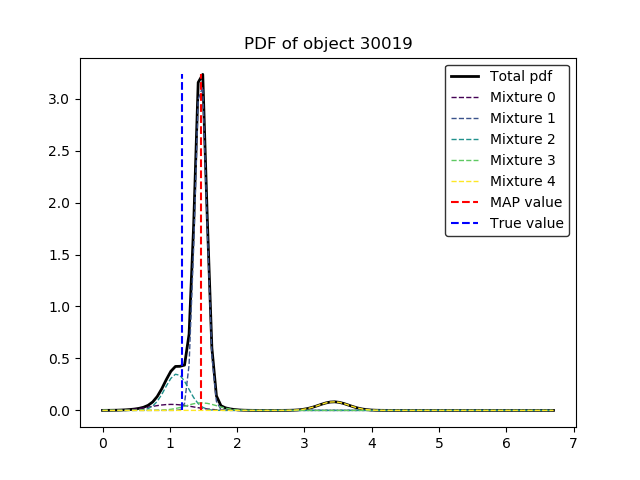 PDF of object 30019
Total pdf
Mixture 0
Mixture 1
Mixture 2
Mixture 3
Mixture 4
MAP value
True value
3.0
2.5
2.0
1.5
1.0
0.5
0.0
0 1 2 3 4 5 6 7